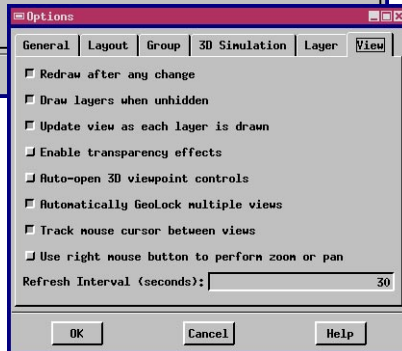 Options
General Layout Group 3D Simulation Layer View
Redraw after any change
Draw layers when unhidden
Update view as each layer is drawn
Enable transparency effects
Auto-open 3D viewpoint controls
Automatically GeoLock multiple views
Track mouse cursor between views
Use right mouse button to perform zoom or pan
Refresh Interval (seconds): 30
OK Cancel Help